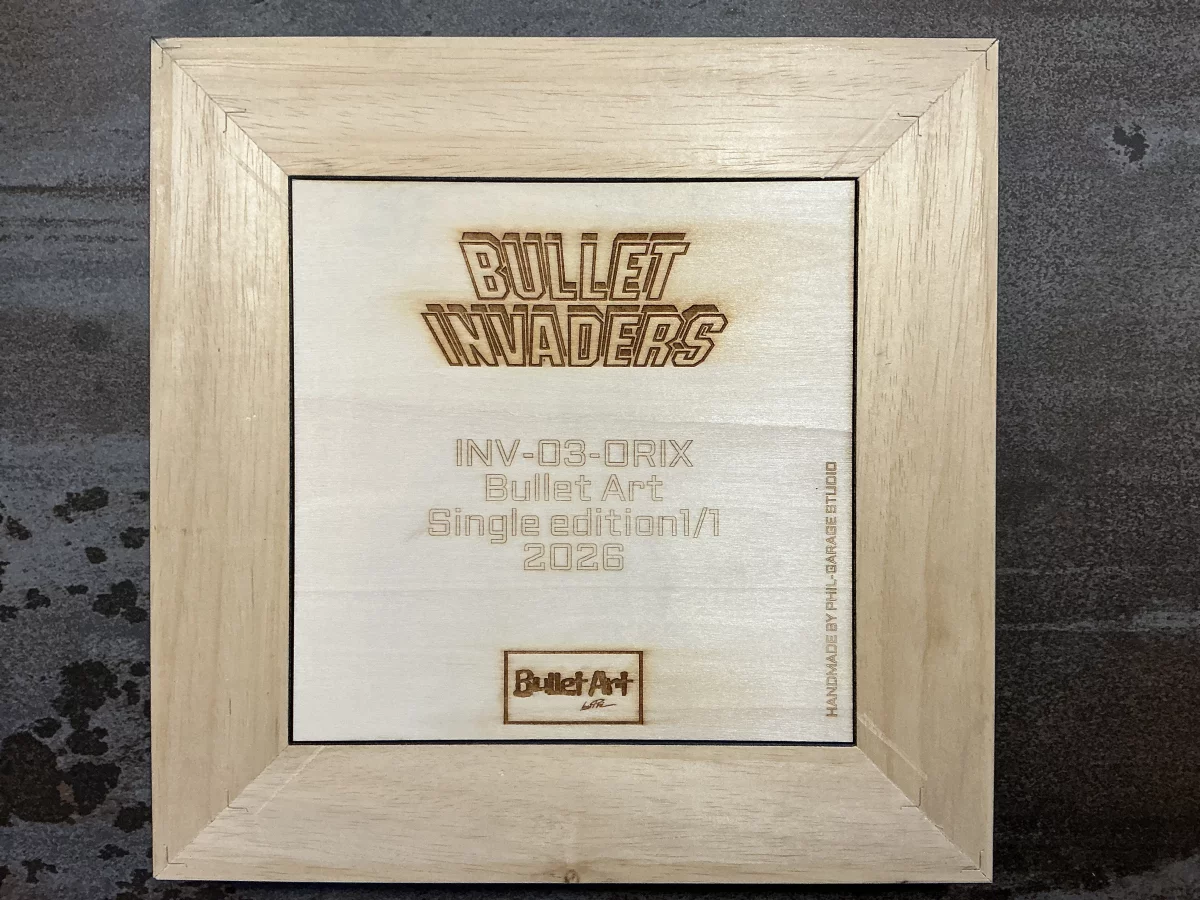 BULLET
INVADERS
INV-03-ORIX
Bullet Art
Single edition1/1
2026
Bullet Art
HANDMADE BY PHIL-GARAGE STUDIO